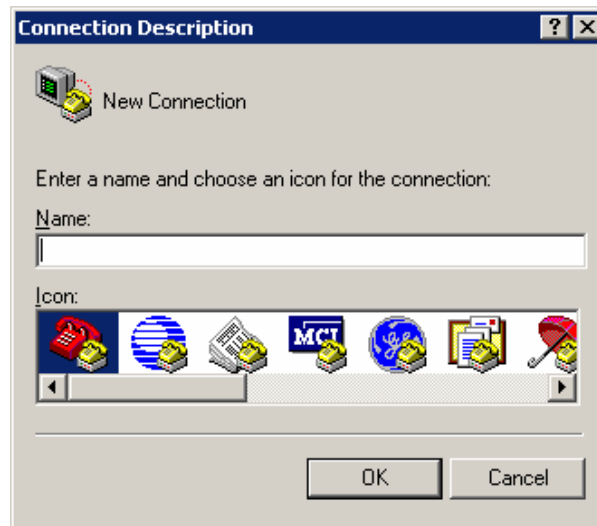 Connection Description
New Connection
Enter a name and choose an icon for the connection:
Name:
Icon:
MCI
OK Cancel